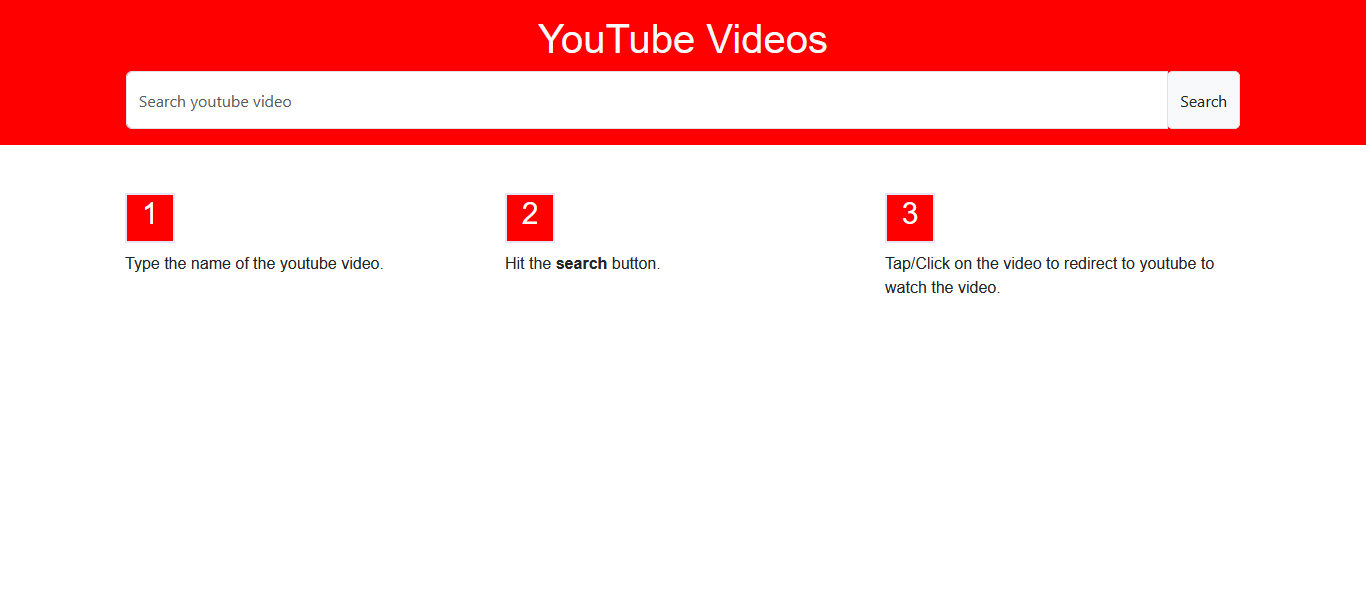 YouTube Videos
Search youtube video
Search
1
Type the name of the youtube video.
2
Hit the search button.
3
Tap/Click on the video to redirect to youtube to
watch the video.